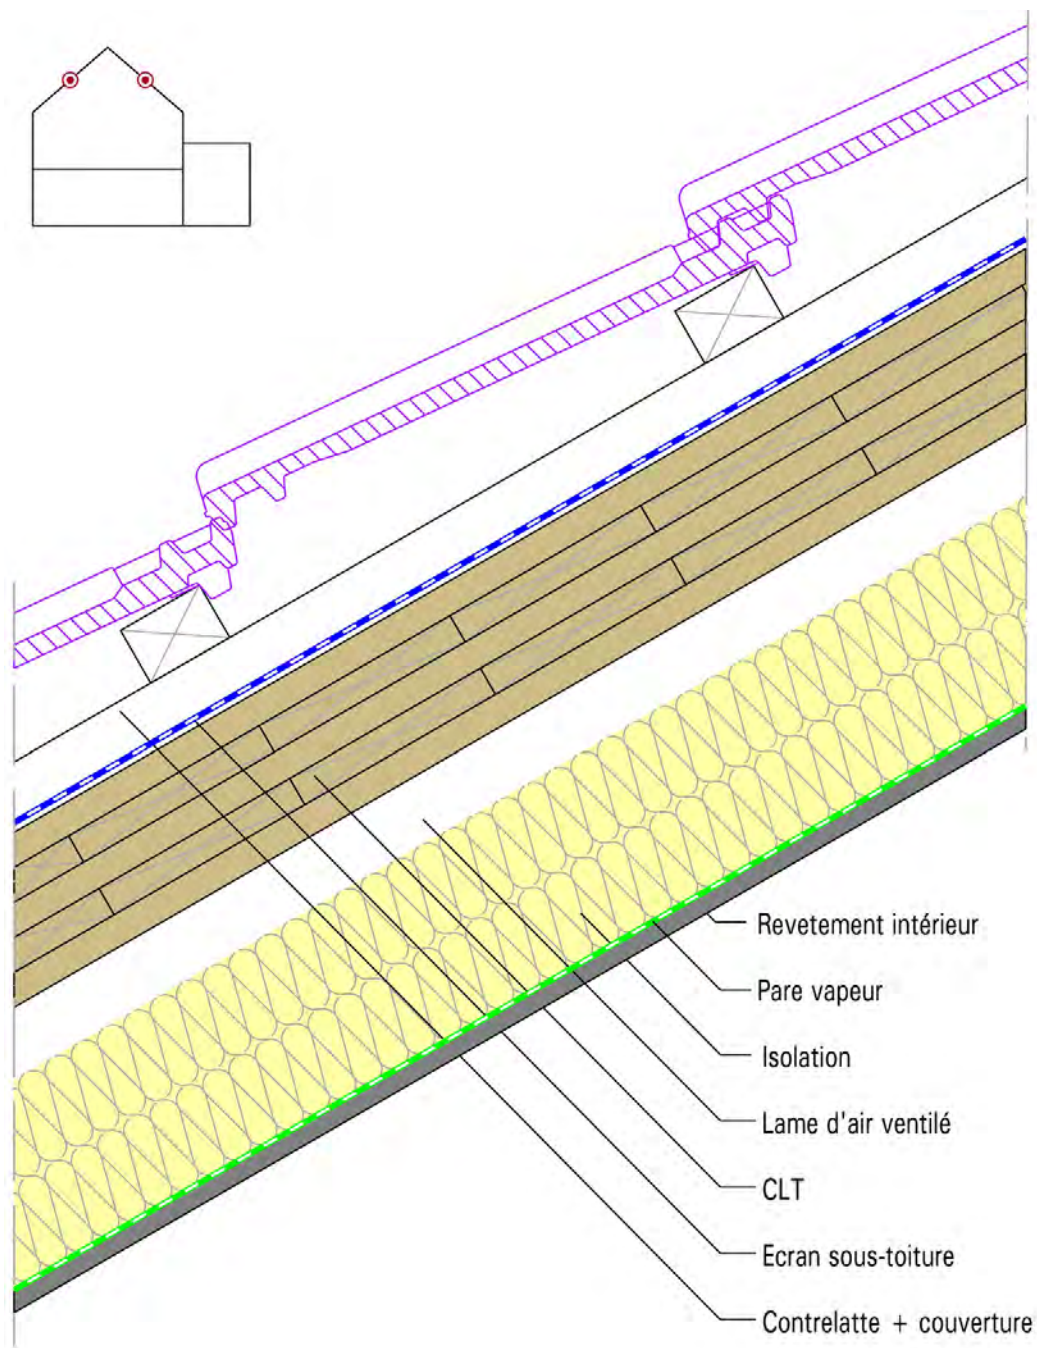 Revetement intérieur
Pare vapeur
Isolation
Lame d'air ventilé
CLT
Ecran sous-toiture
Contrelatte + couverture